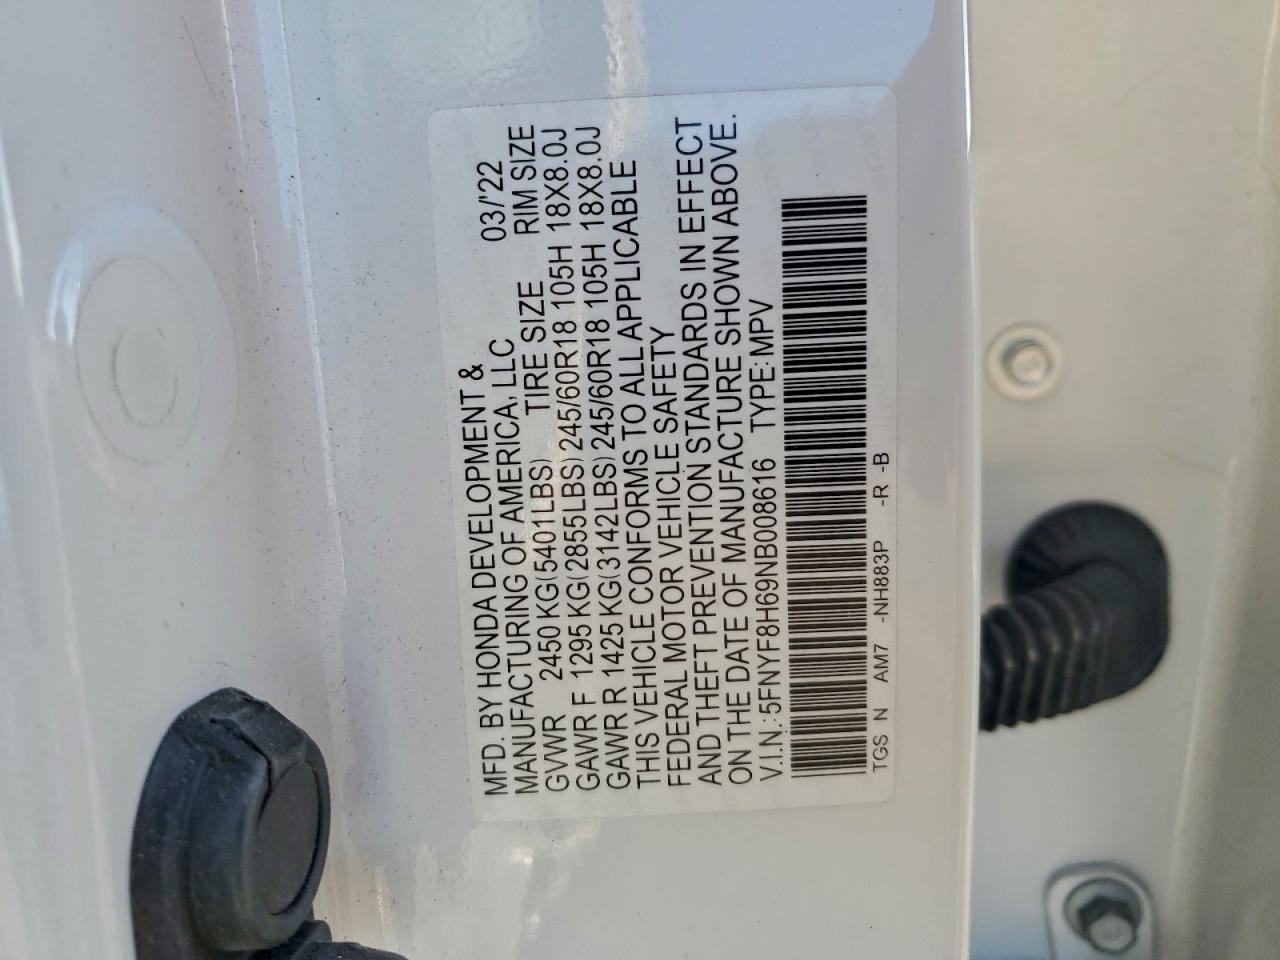 MFD. BY HONDA DEVELOPMENT & 03/'22
MANUFACTURING OF AMERICA, LLC
TIRE SIZE RIM SIZE
GVWR 2450 KG(5401LBS)
GAWR F 1295 KG(2855LBS) 245/60R18 105H 18X8.0J
GAWR R 1425 KG(3142LBS) 245/60R18 105H 18X8.0J
THIS VEHICLE CONFORMS TO ALL APPLICABLE
FEDERAL MOTOR VEHICLE SAFETY
AND THEFT PREVENTION STANDARDS IN EFFECT
ON THE DATE OF MANUFACTURE SHOWN ABOVE.
V.I.N.: 5FNYF8H69NB008616 TYPE: MPV
TGS N AM7 -NH883P -R -B